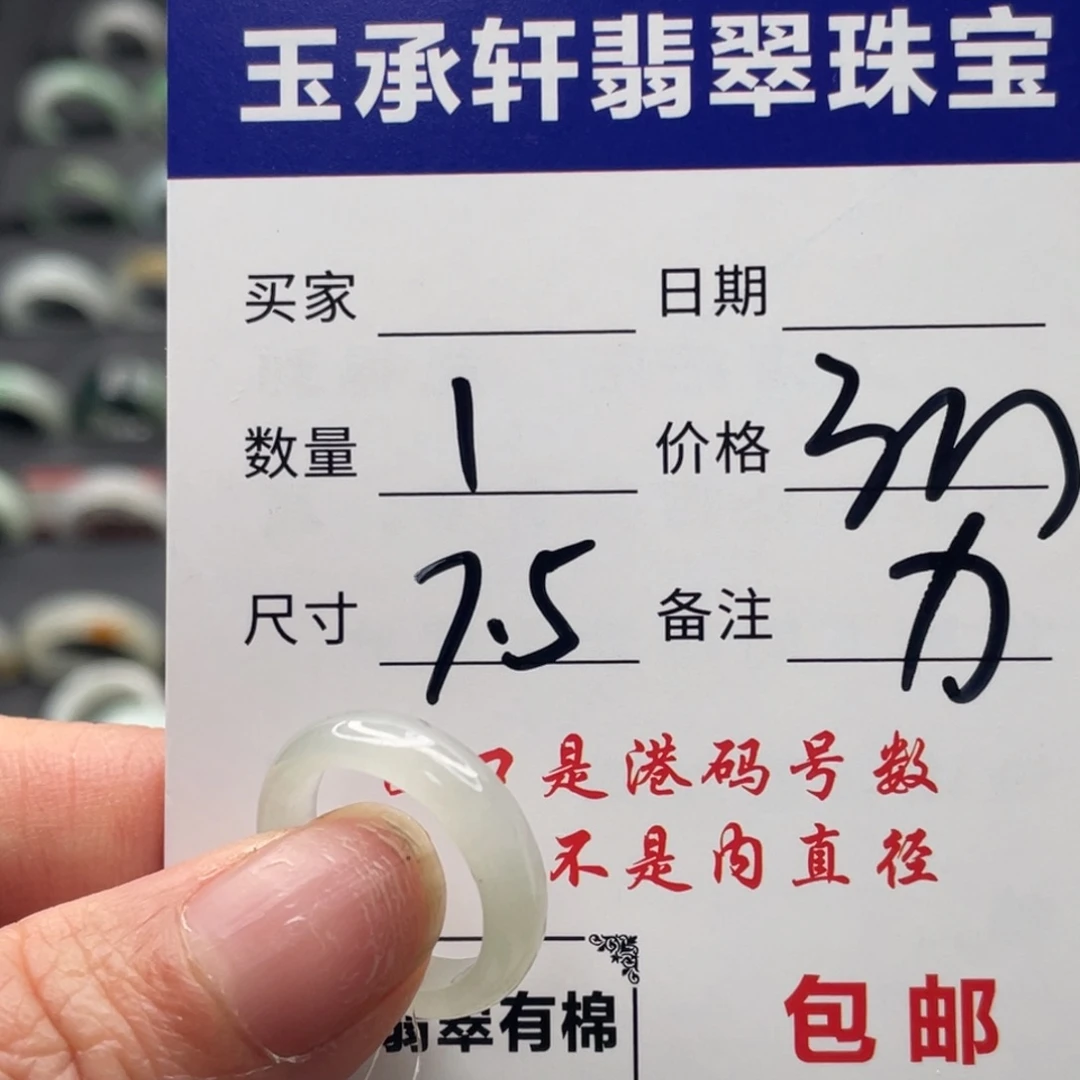 玉承轩翡翠珠宝
买家 日期
数量 1 价格
尺寸 7.5 备注
是港码号数
不是内直径
翡翠有棉
包邮